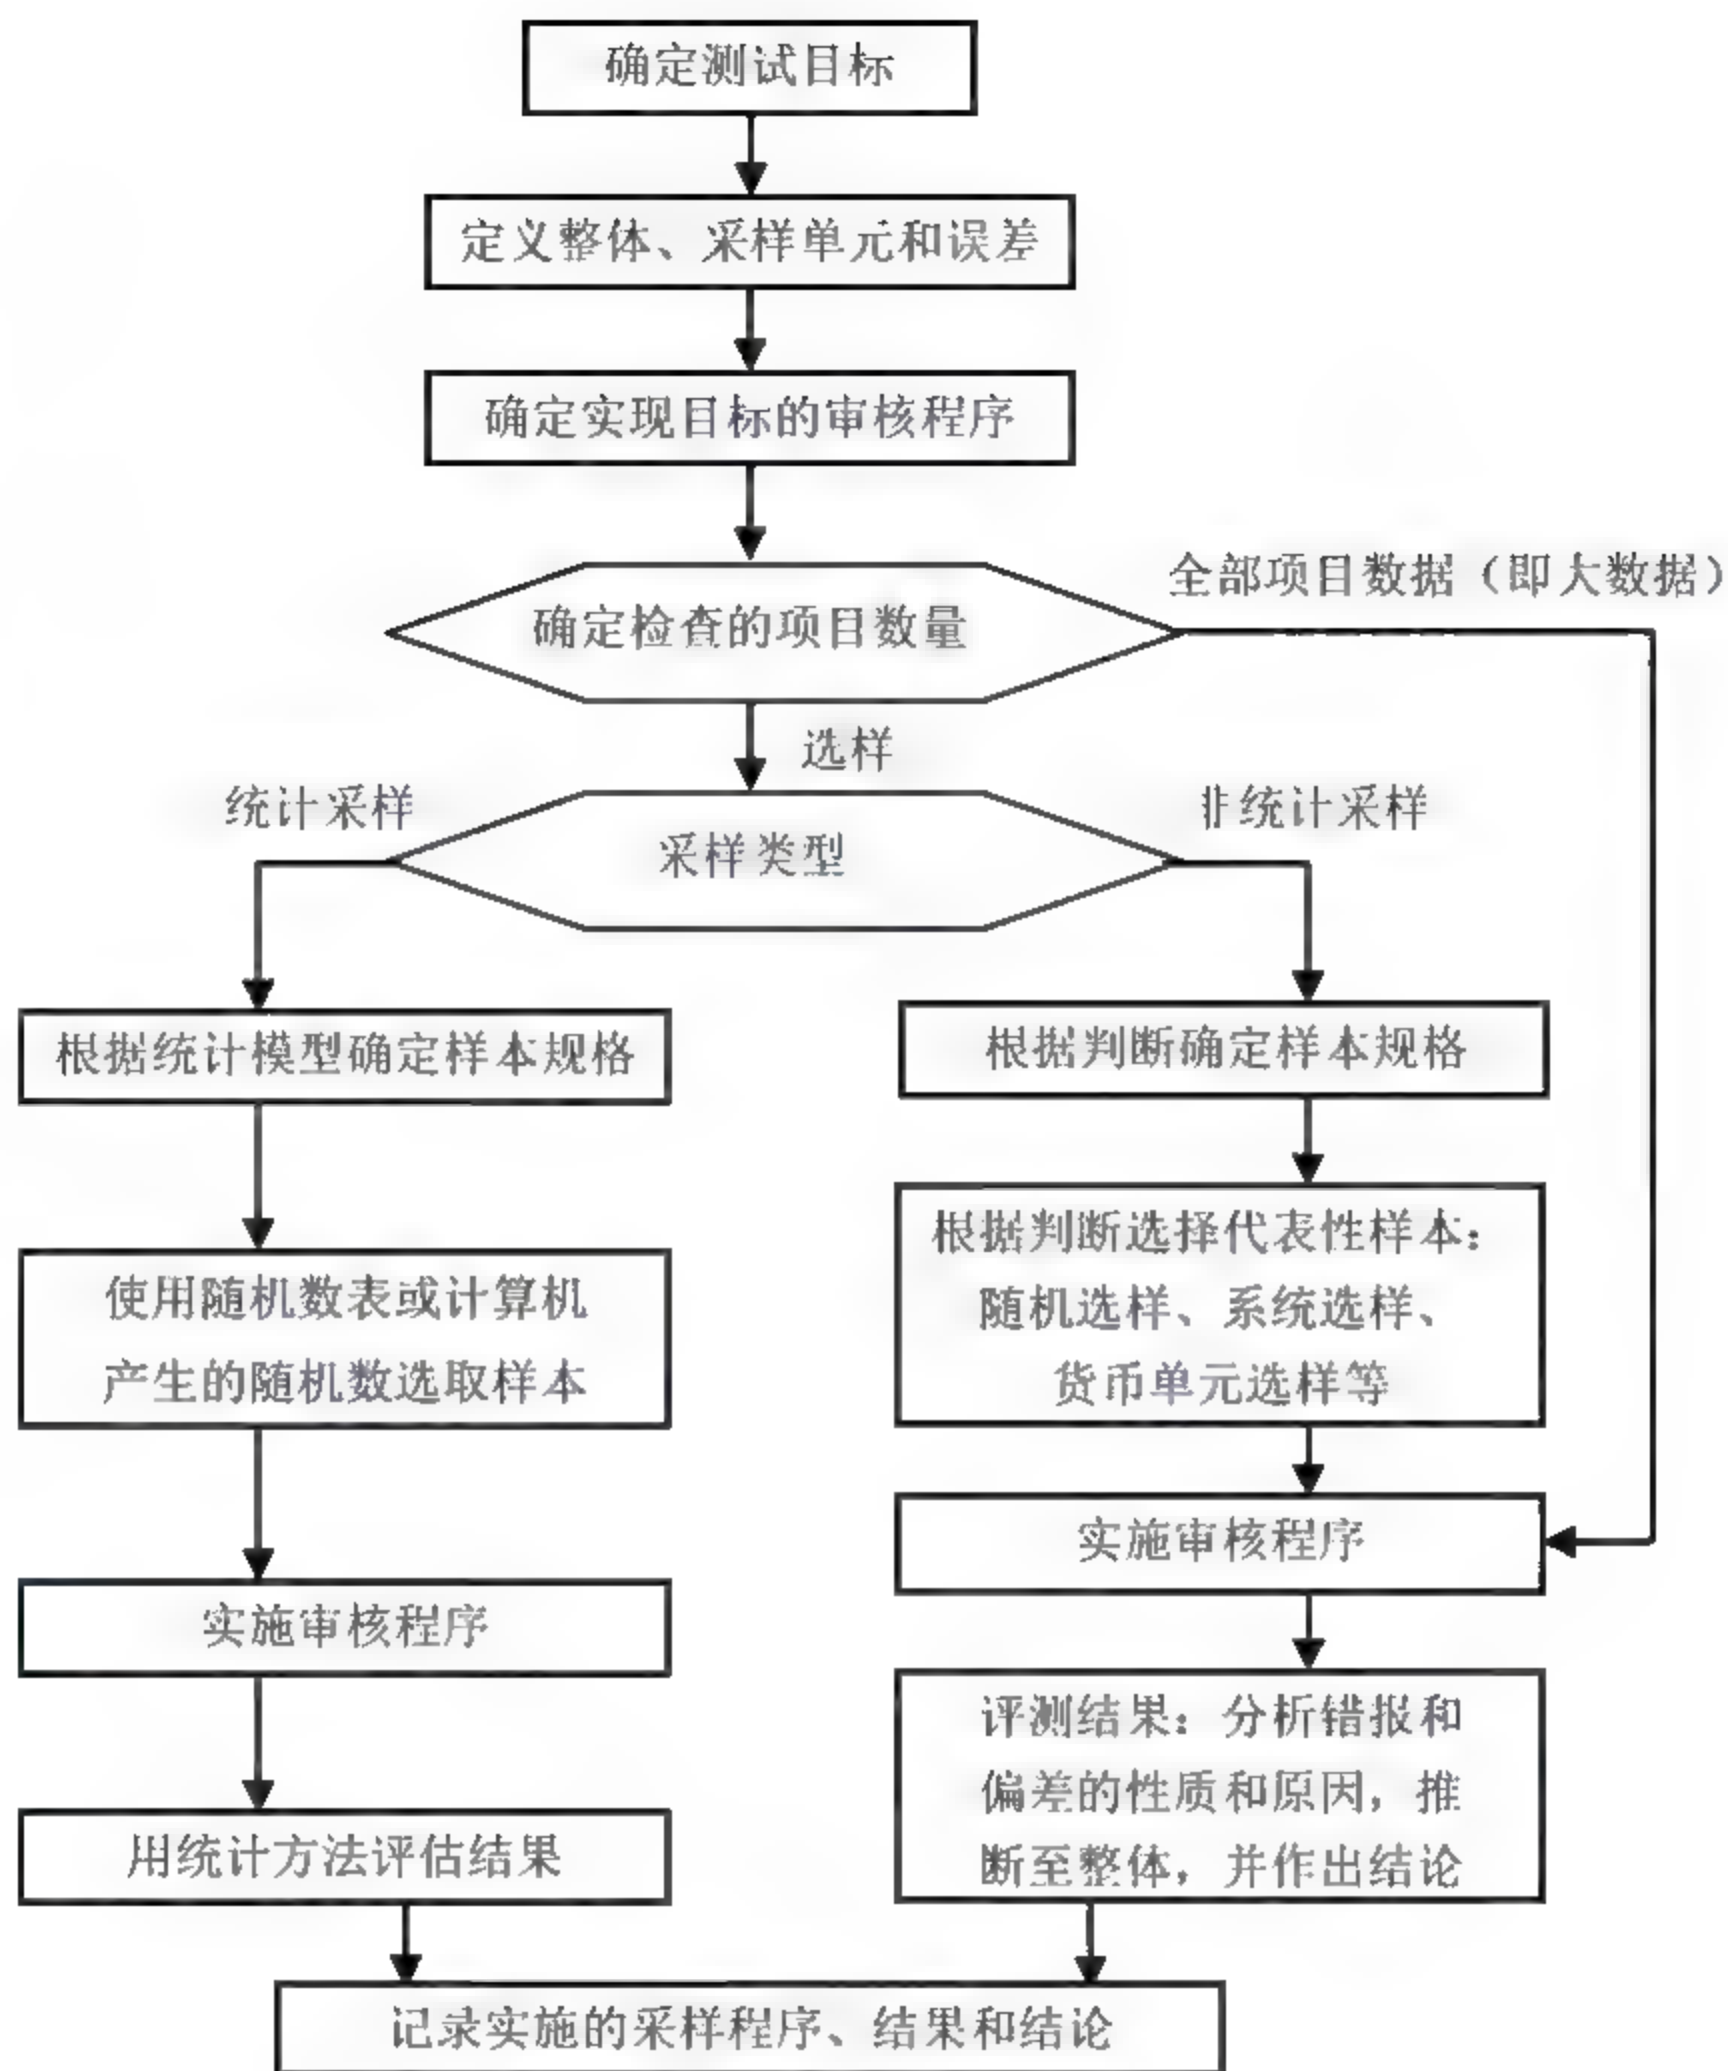 确定测试目标
定义整体、采样单元和误差
确定实现目标的审核程序
全部项目数据（即大数据）
确定检查的项目数量
选样
统计采样
非统计采样
采样类型
根据统计模型确定样本规格
根据判断确定样本规格
使用随机数表或计算机
产生的随机数选取样本
根据判断选择代表性样本：
随机选样、系统选样、
货币单元选样等
实施审核程序
实施审核程序
评测结果：分析错报和
偏差的性质和原因，推
断至整体，并作出结论
用统计方法评估结果
记录实施的采样程序、结果和结论